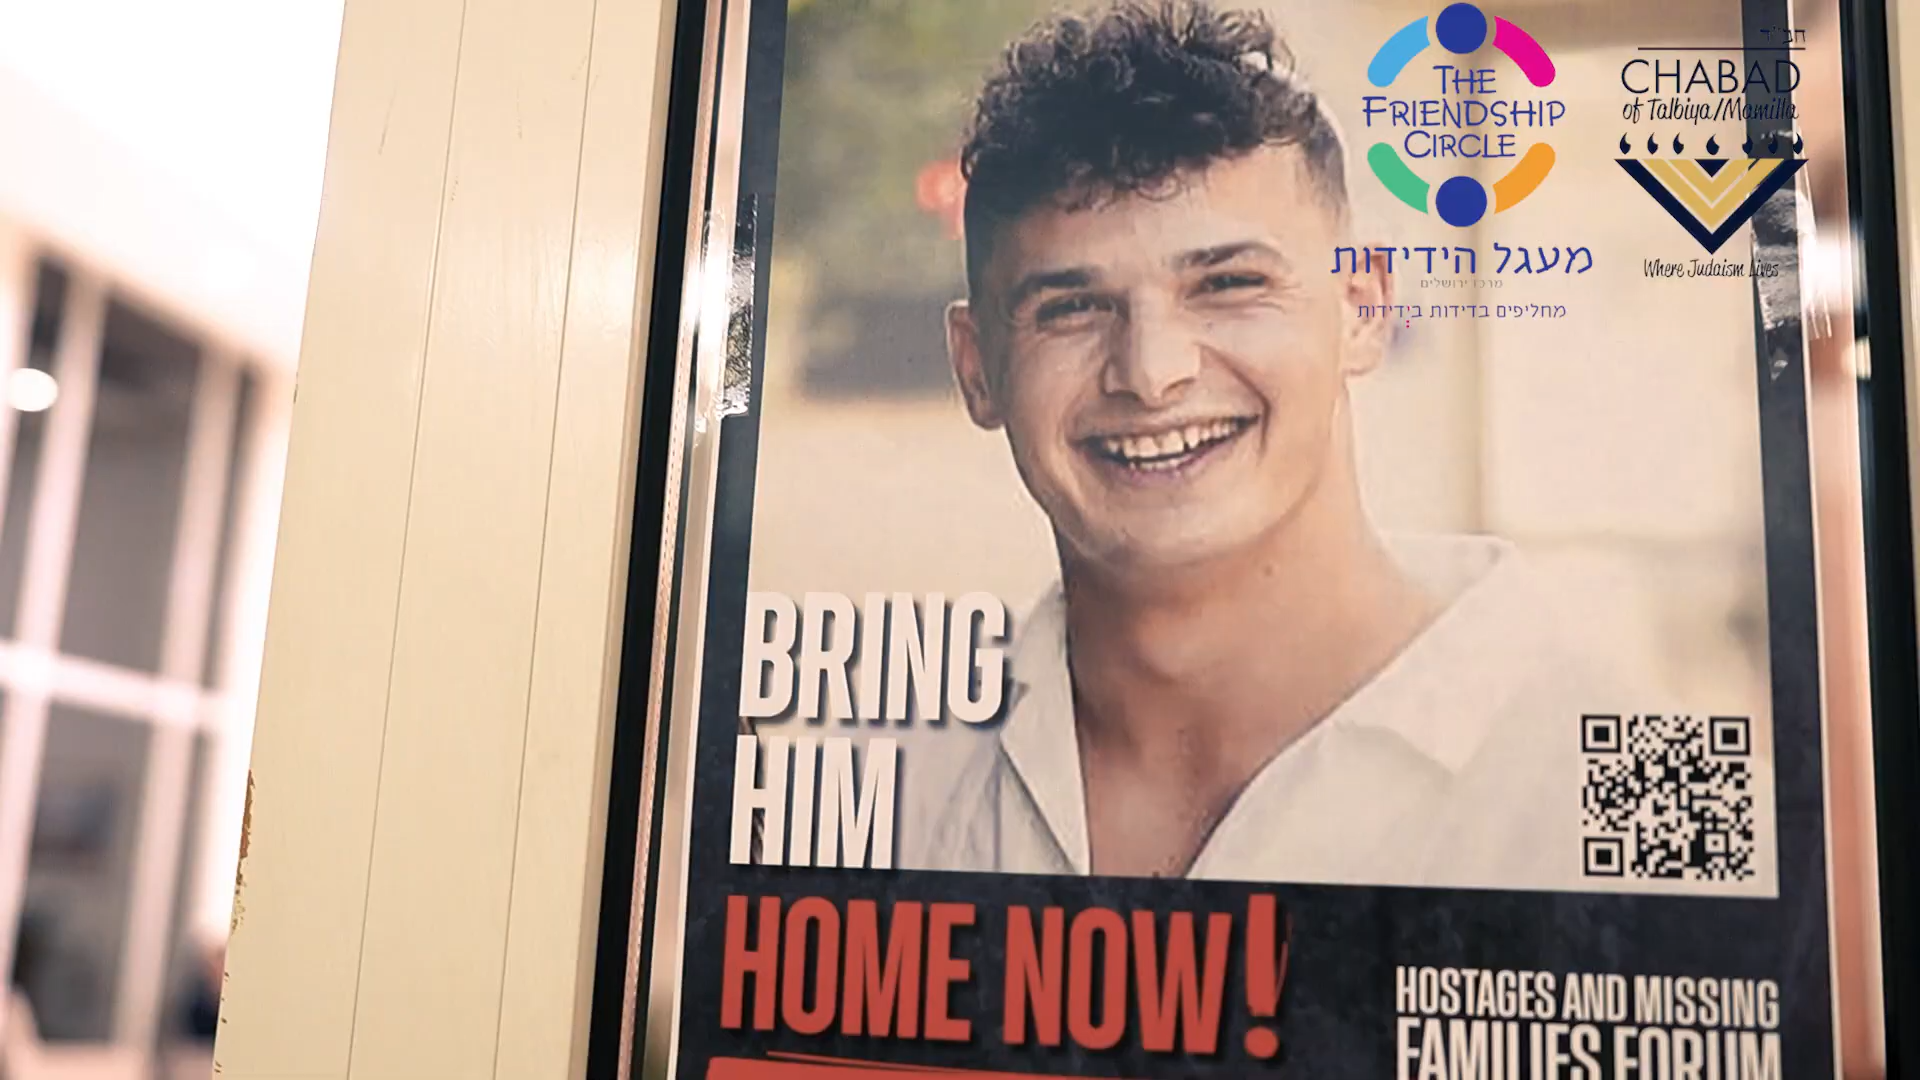 THE
FRIENDSHIP
CIRCLE
מעגל הידידות
מרכז ירושלים
מחליפים בדידות בידידות
חב"ד
CHABAD
of Talbiya/Mamilla
Where Judaism Lives
BRING
HIM
HOME NOW!
HOSTAGES AND MISSING
FAMILIES FORUM